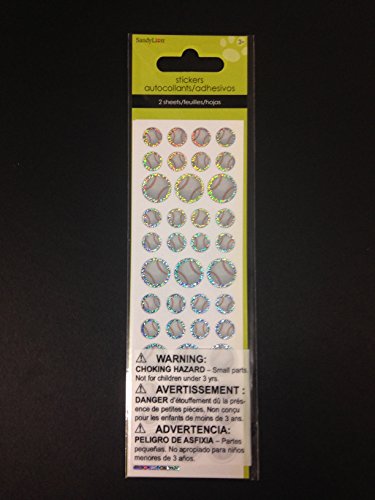 SandyLion
3+
stickers
autocollants/adhesivos
2 sheets/feuilles/hojas
⚠ WARNING:
CHOKING HAZARD – Small parts.
Not for children under 3 yrs.
⚠ AVERTISSEMENT :
DANGER d'étouffement dû la prés-
ence de petites pièces. Non conçu
pour les enfants de moins de 3 ans.
⚠ ADVERTENCIA:
PELIGRO DE ASFIXIA – Partes
pequeñas. No apropiado para niños
menores de 3 años.